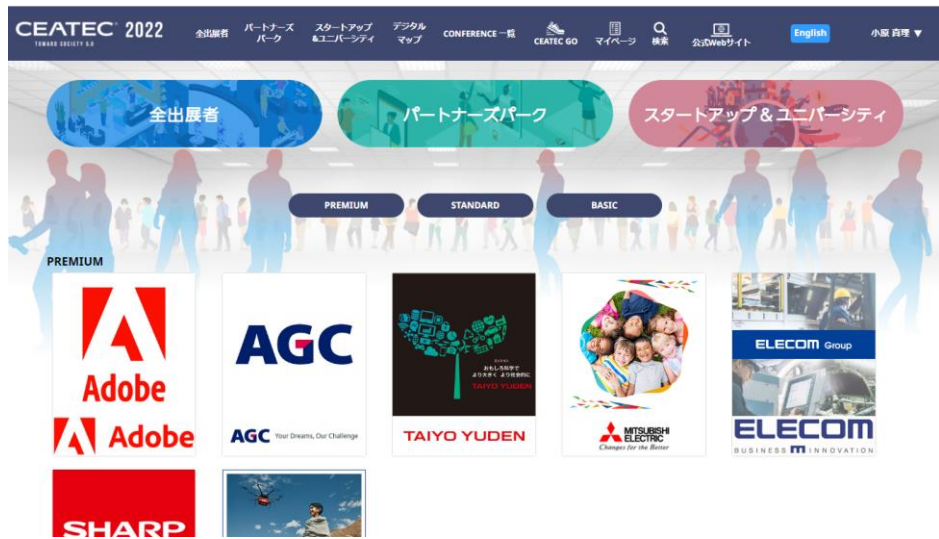 CEATEC 2022
TOWARD SOCIETY 5.0
全出展者
パートナーズ
パーク
スタートアップ
&ユニバーシティ
デジタル
マップ
CONFERENCE 一覧
CEATEC GO
マイページ
検索
公式Webサイト
English
小原 真理 ▼
全出展者
パートナーズパーク
スタートアップ&ユニバーシティ
PREMIUM
STANDARD
BASIC
PREMIUM
Adobe
Adobe
AGC
AGC Your Dreams, Our Challenge
おもしろ科学で
より大きく より社会的に
TAIYO YUDEN
TAIYO YUDEN
MITSUBISHI
ELECTRIC
Changes for the Better
ELECOM Group
ELECOM
BUSINESS INNOVATION
SHARP